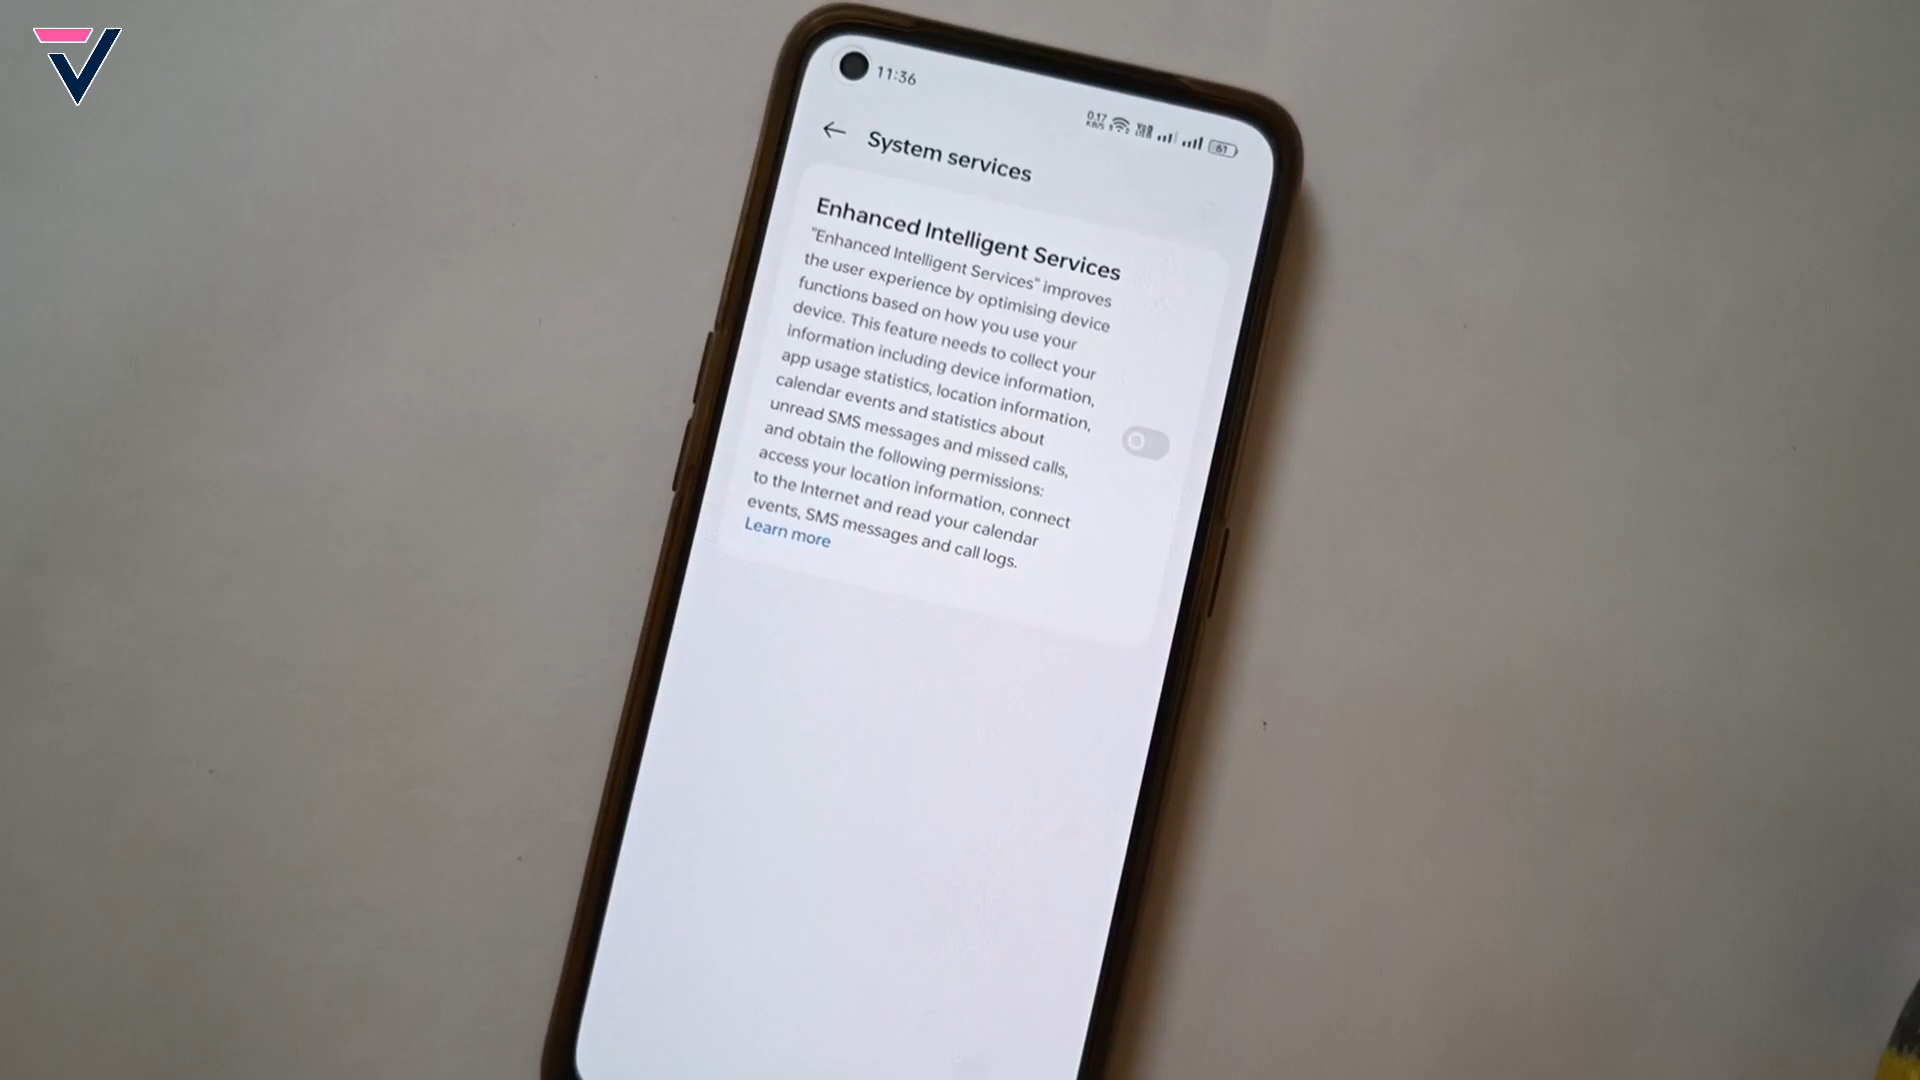 11:36
0.17
KB/S
61
System services
Enhanced Intelligent Services
"Enhanced Intelligent Services" improves
the user experience by optimising device
functions based on how you use your
device. This feature needs to collect your
information including device information,
app usage statistics, location information,
calendar events and statistics about
unread SMS messages and missed calls,
and obtain the following permissions:
access your location information, connect
to the Internet and read your calendar
events, SMS messages and call logs.
Learn more